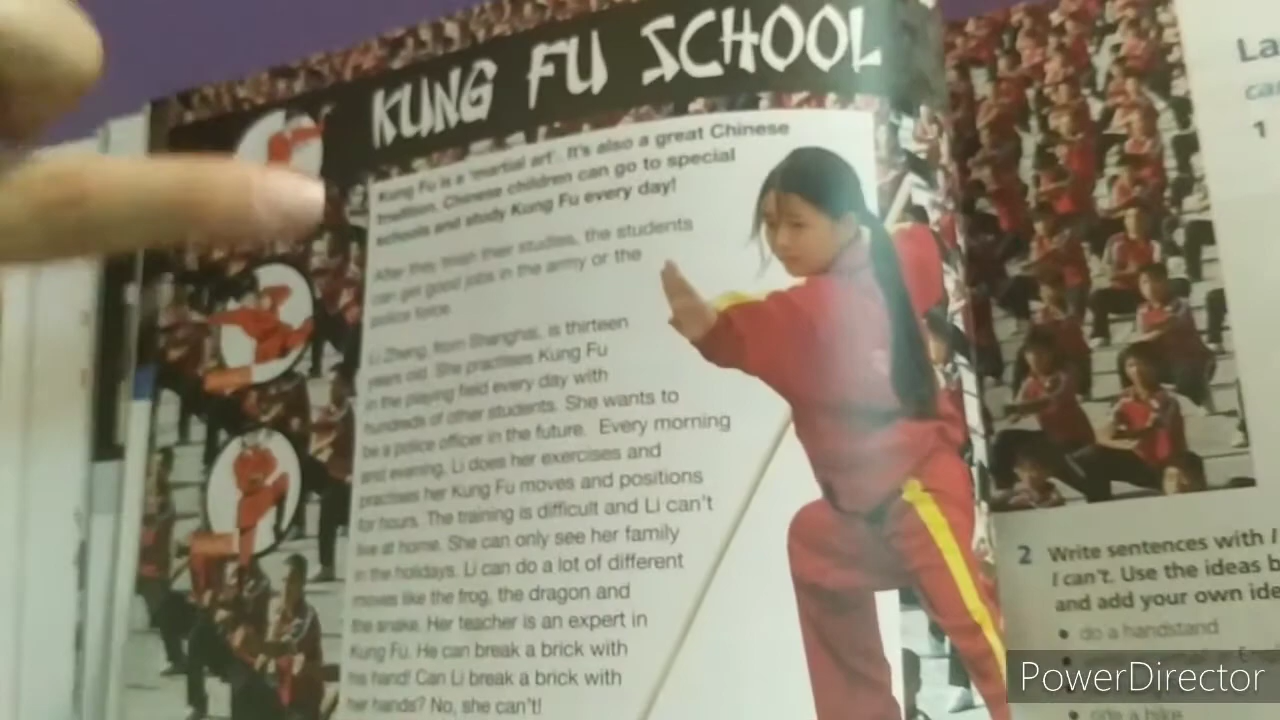 KUNG FU SCHOOL
Kung Fu is a 'martial art'. It's also a great Chinese
tradition. Chinese children can go to special
schools and study Kung Fu every day!
After they finish their studies, the students
can get good jobs in the army or the
police force.
Li Zheng, from Shanghai, is thirteen
years old. She practises Kung Fu
in the playing field every day with
hundreds of other students. She wants to
be a police officer in the future. Every morning
and evening, Li does her exercises and
practises her Kung Fu moves and positions
for hours. The training is difficult and Li can't
live at home. She can only see her family
in the holidays. Li can do a lot of different
moves like the frog, the dragon and
the snake. Her teacher is an expert in
Kung Fu. He can break a brick with
his hand! Can Li break a brick with
her hands? No, she can't!
La
can
1
2 Write sentences with I
I can't. Use the ideas b
and add your own ide
• do a handstand
• ride a bike
PowerDirector